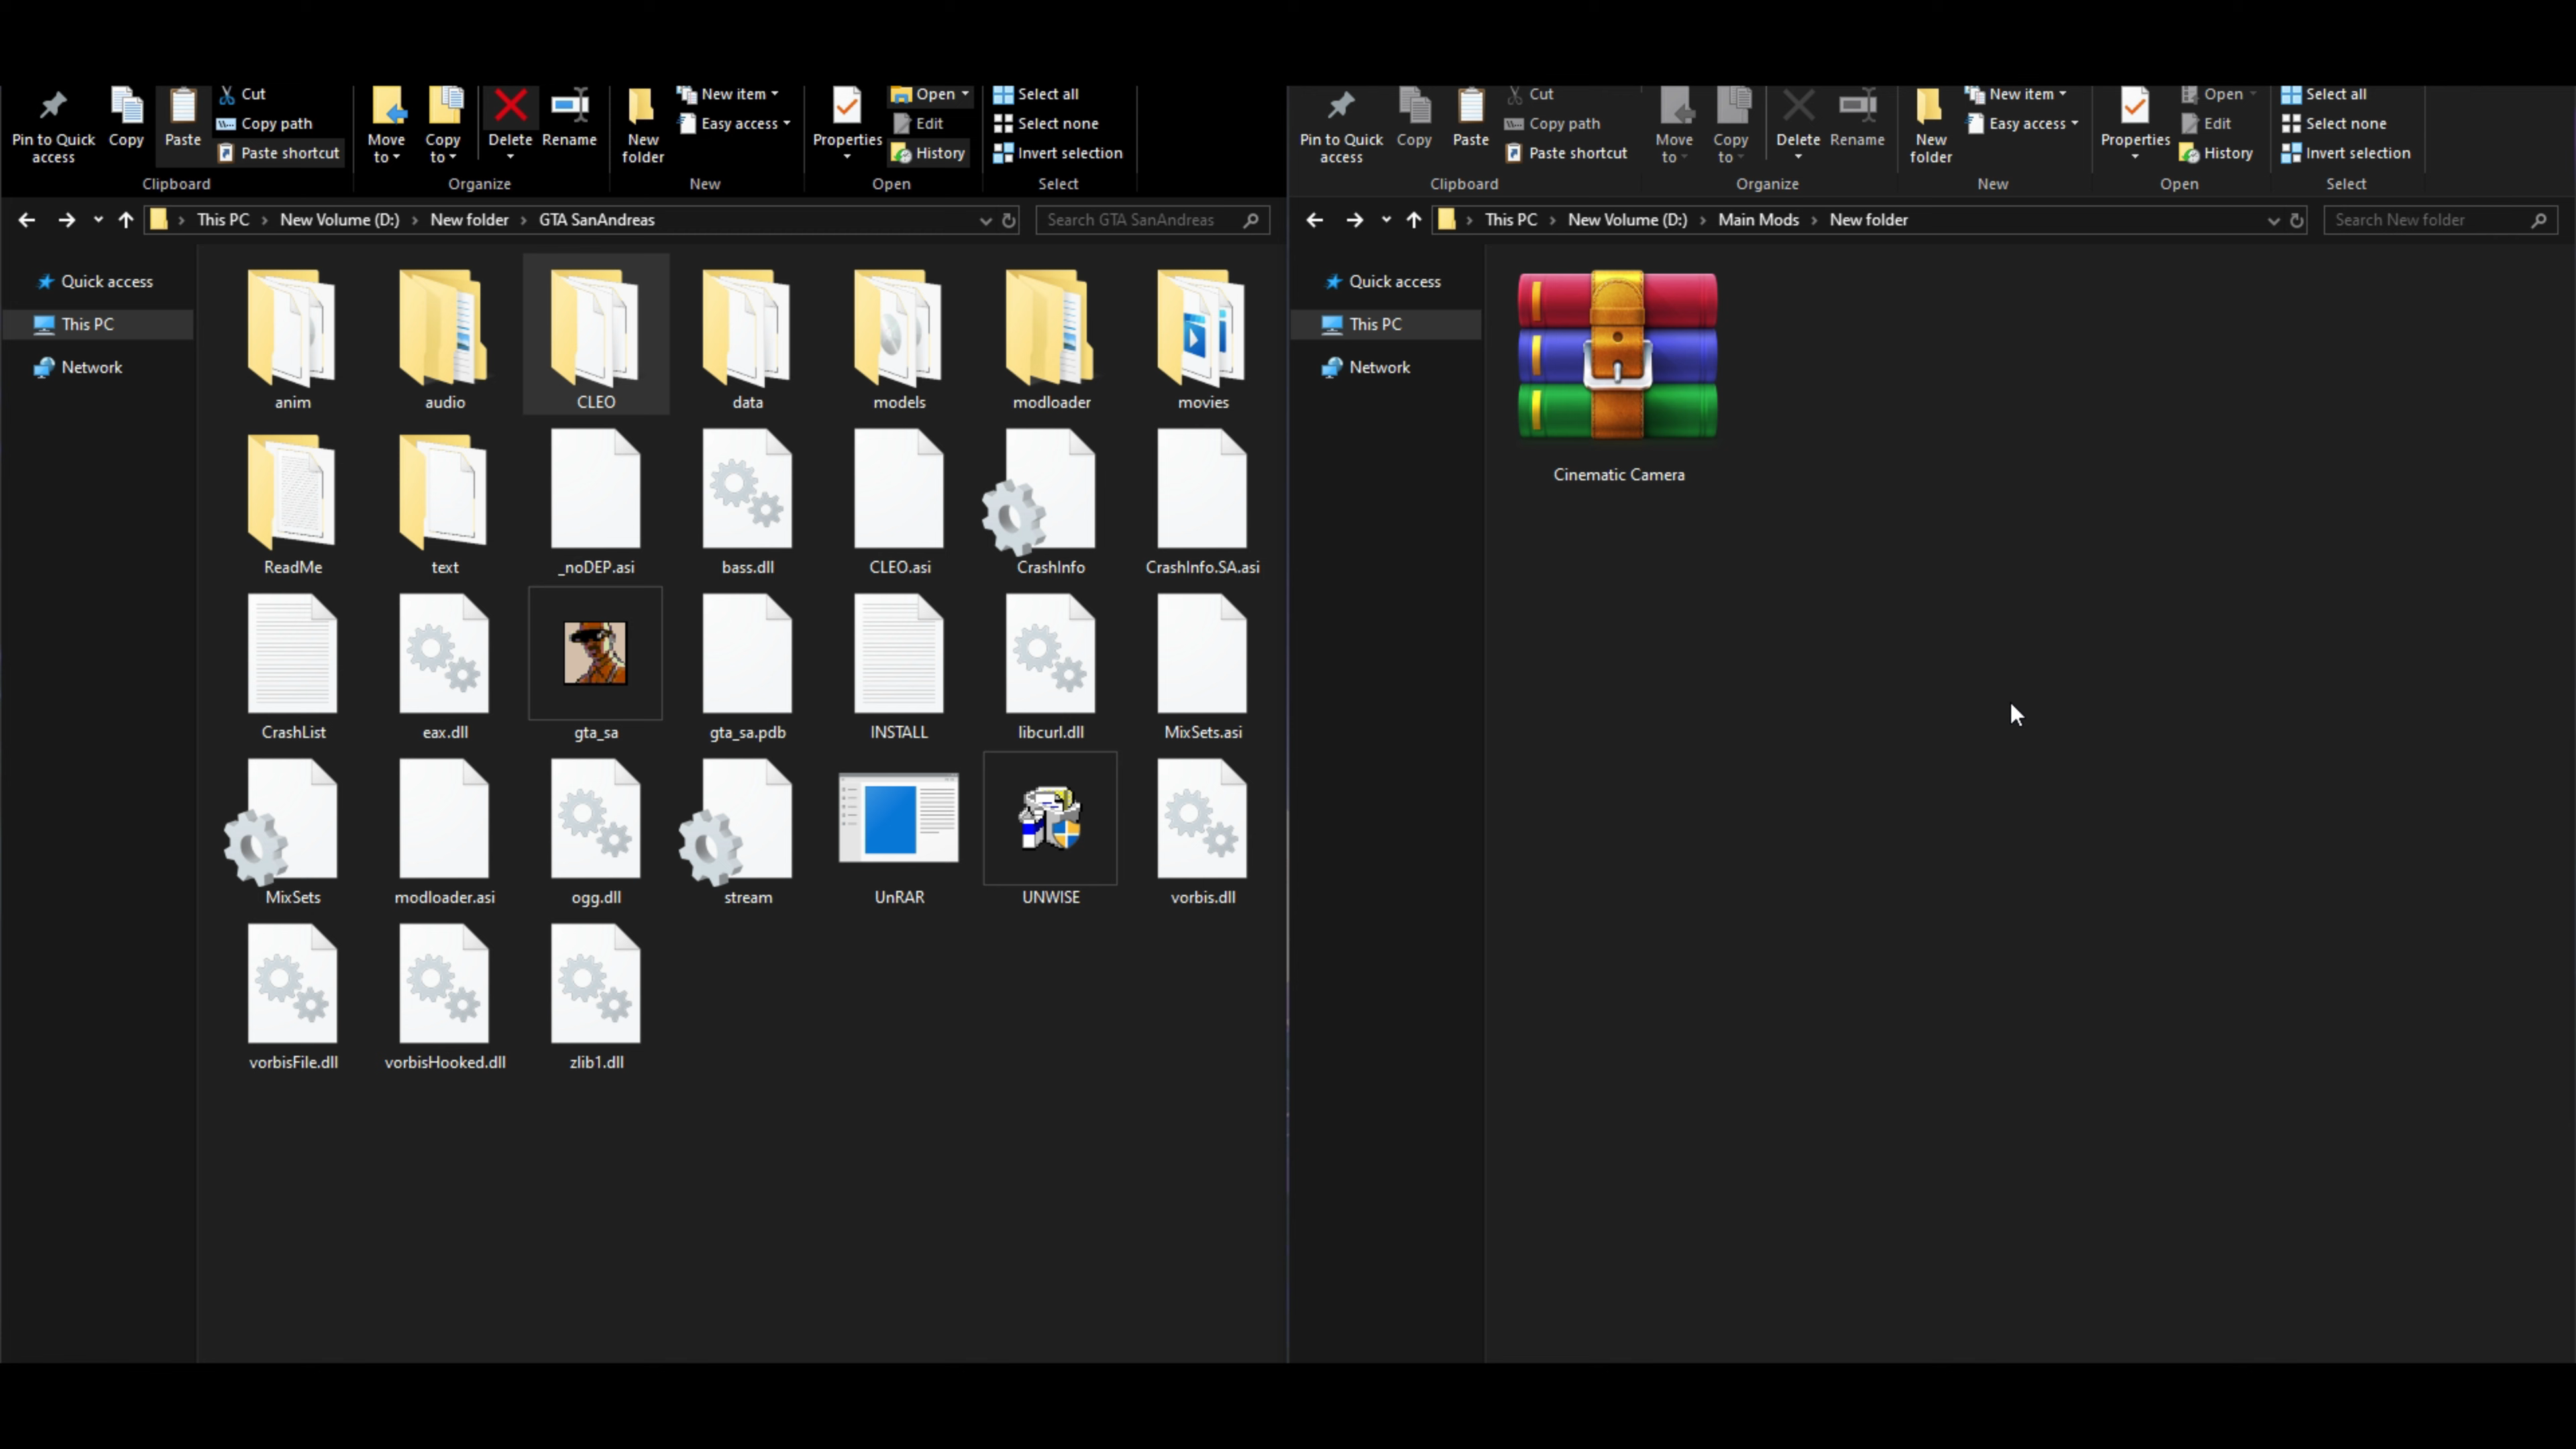 Pin to Quick access
Copy
Paste
Cut
Copy path
Paste shortcut
Clipboard
Move to
Copy to
Delete
Rename
Organize
New folder
New item
Easy access
New
Properties
Open
Edit
History
Open
Select all
Select none
Invert selection
Select
This PC > New Volume (D:) > New folder > GTA SanAndreas
Search GTA SanAndreas
Quick access
This PC
Network
anim
audio
CLEO
data
models
modloader
movies
ReadMe
text
_noDEP.asi
bass.dll
CLEO.asi
CrashInfo
CrashInfo.SA.asi
CrashList
eax.dll
gta_sa
gta_sa.pdb
INSTALL
libcurl.dll
MixSets.asi
MixSets
modloader.asi
ogg.dll
stream
UnRAR
UNWISE
vorbis.dll
vorbisFile.dll
vorbisHooked.dll
zlib1.dll
Pin to Quick access
Copy
Paste
Cut
Copy path
Paste shortcut
Clipboard
Move to
Copy to
Delete
Rename
Organize
New folder
New item
Easy access
New
Properties
Open
Edit
History
Open
Select all
Select none
Invert selection
Select
This PC > New Volume (D:) > Main Mods > New folder
Search New folder
Quick access
This PC
Network
Cinematic Camera